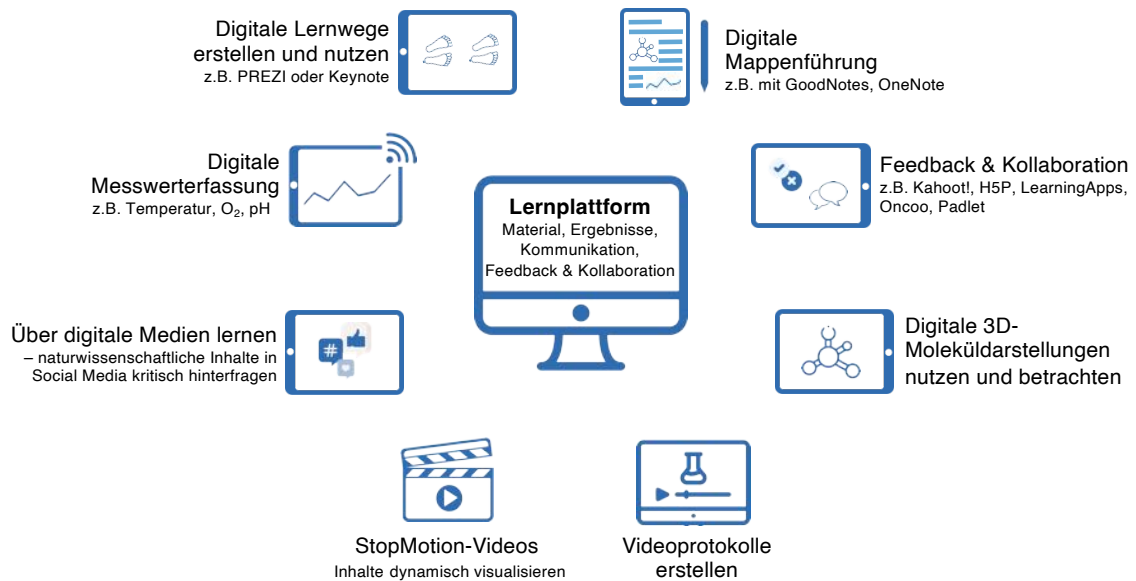 Digitale Lernwege
erstellen und nutzen
z.B. PREZI oder Keynote
Digitale
Mappenführung
z.B. mit GoodNotes, OneNote
Digitale
Messwerterfassung
z.B. Temperatur, O₂, pH
Lernplattform
Material, Ergebnisse,
Kommunikation,
Feedback & Kollaboration
Feedback & Kollaboration
z.B. Kahoot!, H5P, LearningApps,
Oncoo, Padlet
Über digitale Medien lernen
– naturwissenschaftliche Inhalte in
Social Media kritisch hinterfragen
#
Digitale 3D-
Moleküldarstellungen
nutzen und betrachten
StopMotion-Videos
Inhalte dynamisch visualisieren
Videoprotokolle
erstellen